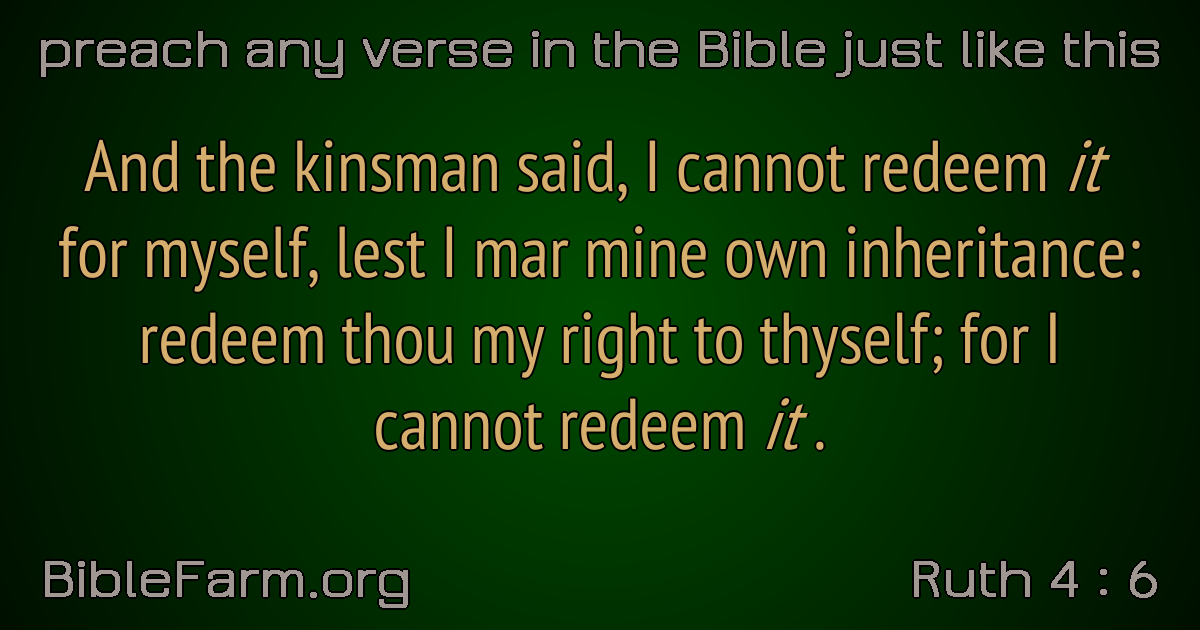 preach any verse in the Bible just like this
And the kinsman said, I cannot redeem it
for myself, lest I mar mine own inheritance:
redeem thou my right to thyself; for I
cannot redeem it .
BibleFarm.org
Ruth 4 : 6